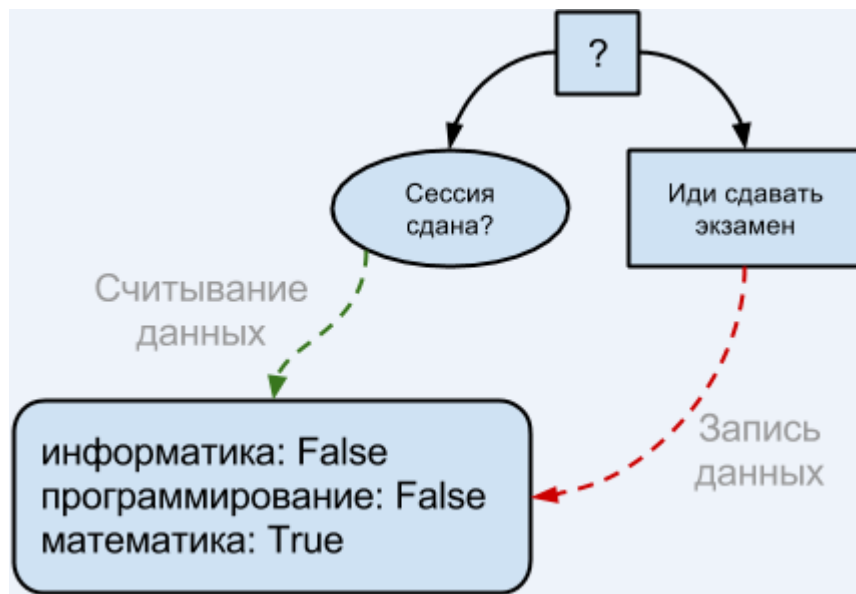 ?
Сессия
сдана?
Иди сдавать
экзамен
Считывание
данных
информатика: False
программирование: False
математика: True
Запись
данных